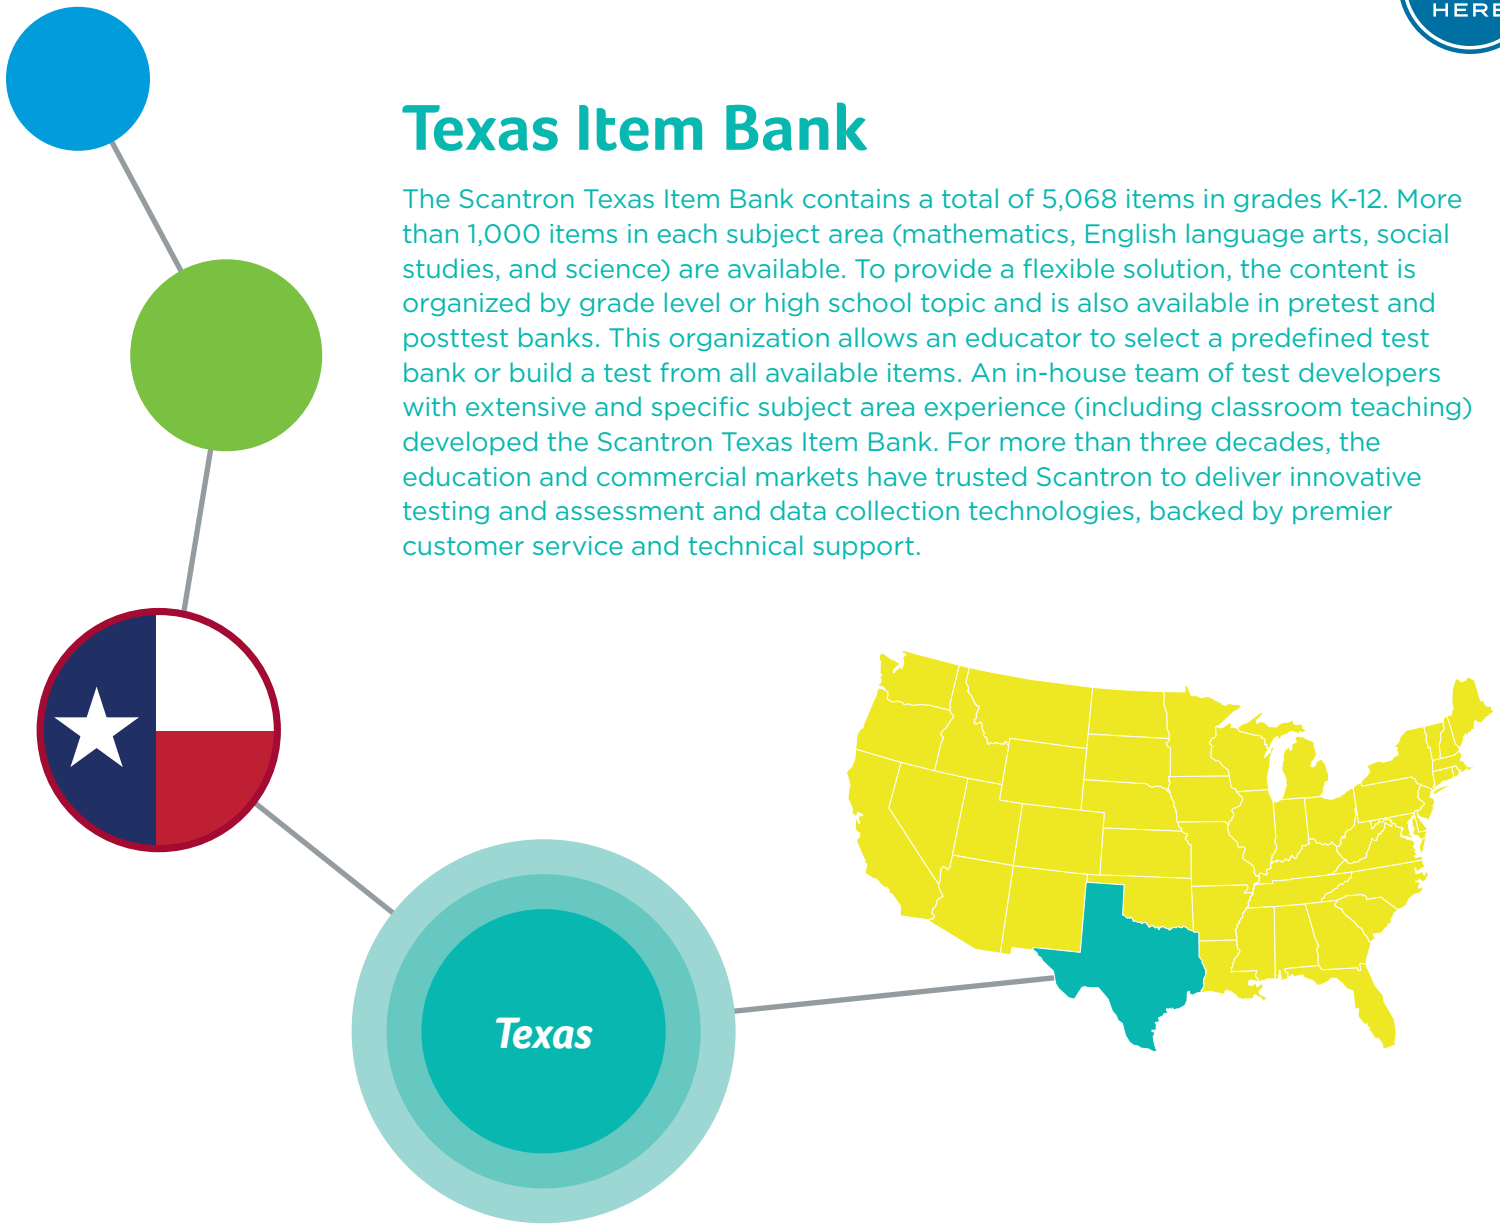 HERE
Texas Item Bank
The Scantron Texas Item Bank contains a total of 5,068 items in grades K-12. More
than 1,000 items in each subject area (mathematics, English language arts, social
studies, and science) are available. To provide a flexible solution, the content is
organized by grade level or high school topic and is also available in pretest and
posttest banks. This organization allows an educator to select a predefined test
bank or build a test from all available items. An in-house team of test developers
with extensive and specific subject area experience (including classroom teaching)
developed the Scantron Texas Item Bank. For more than three decades, the
education and commercial markets have trusted Scantron to deliver innovative
testing and assessment and data collection technologies, backed by premier
customer service and technical support.
Texas